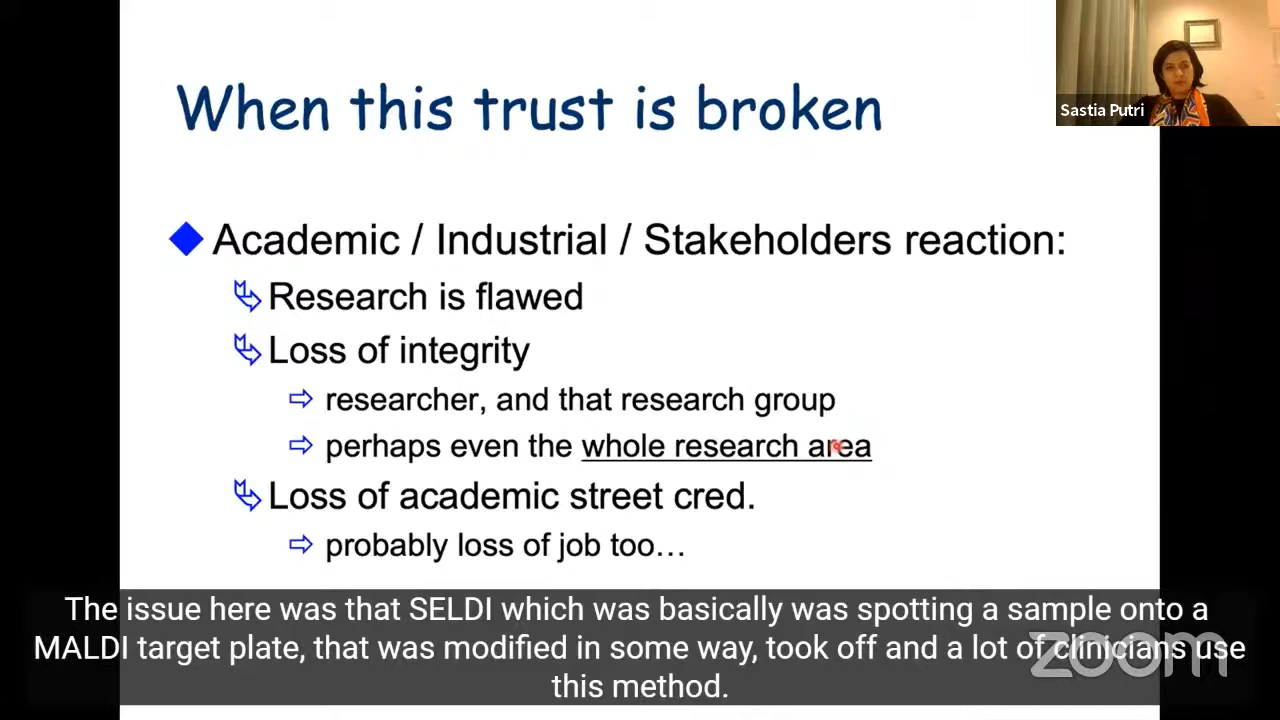 When this trust is broken
Sastia Putri
Academic / Industrial / Stakeholders reaction:
Research is flawed
Loss of integrity
researcher, and that research group
perhaps even the whole research area
Loss of academic street cred.
probably loss of job too…
The issue here was that SELDI which was basically was spotting a sample onto a
MALDI target plate, that was modified in some way, took off and a lot of clinicians use
this method.
zoom